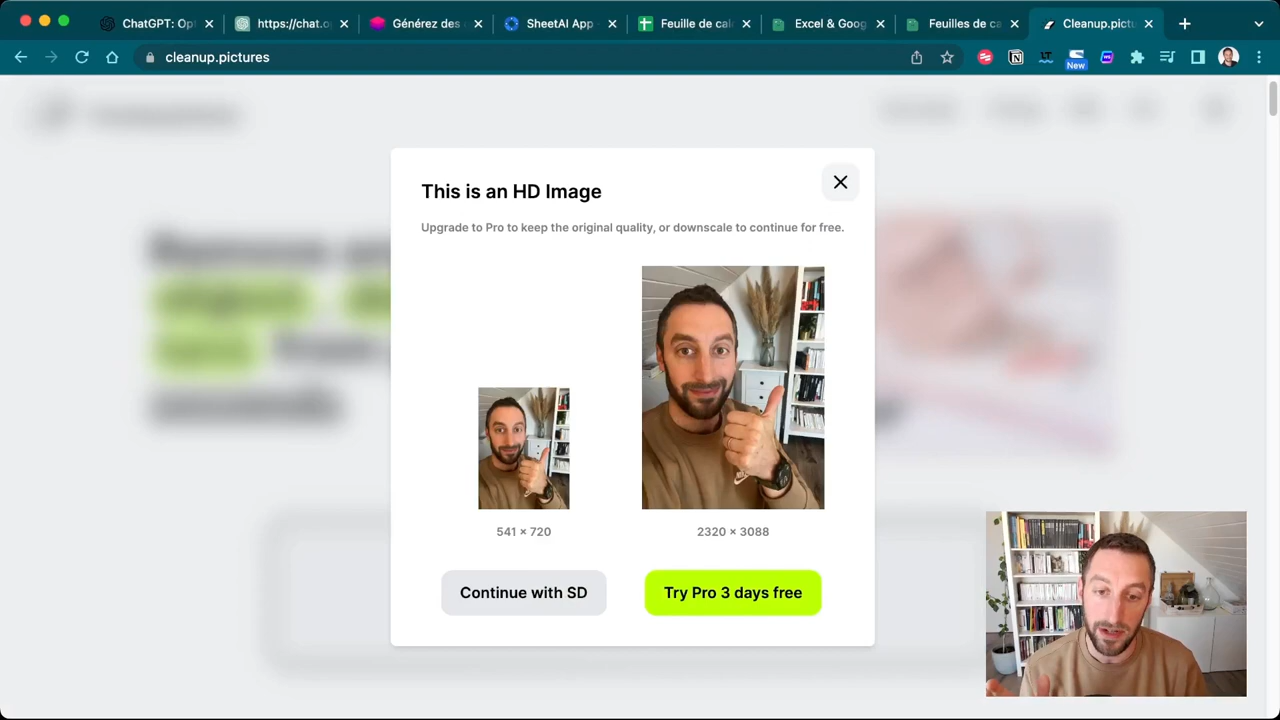 ChatGPT: Op
https://chat.o
Générez des
SheetAI App
Feuille de cal
Excel & Goog
Feuilles de ca
Cleanup.pictu
cleanup.pictures
New
This is an HD Image
Upgrade to Pro to keep the original quality, or downscale to continue for free.
541 × 720
2320 × 3088
Continue with SD
Try Pro 3 days free